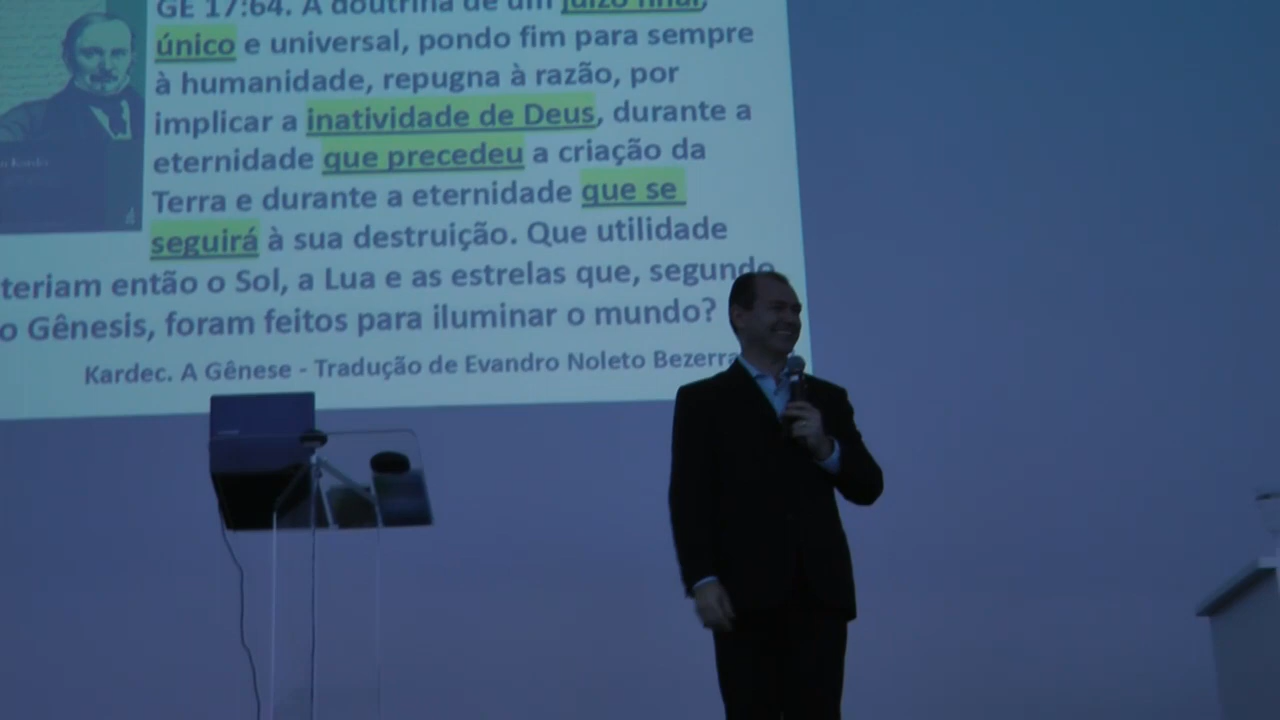 GE 17:64. A doutrina de um juízo final,
único e universal, pondo fim para sempre
à humanidade, repugna à razão, por
implicar a inatividade de Deus, durante a
eternidade que precedeu a criação da
Terra e durante a eternidade que se
seguirá à sua destruição. Que utilidade
teriam então o Sol, a Lua e as estrelas que, segundo
o Gênesis, foram feitos para iluminar o mundo?
Kardec. A Gênese - Tradução de Evandro Noleto Bezerra